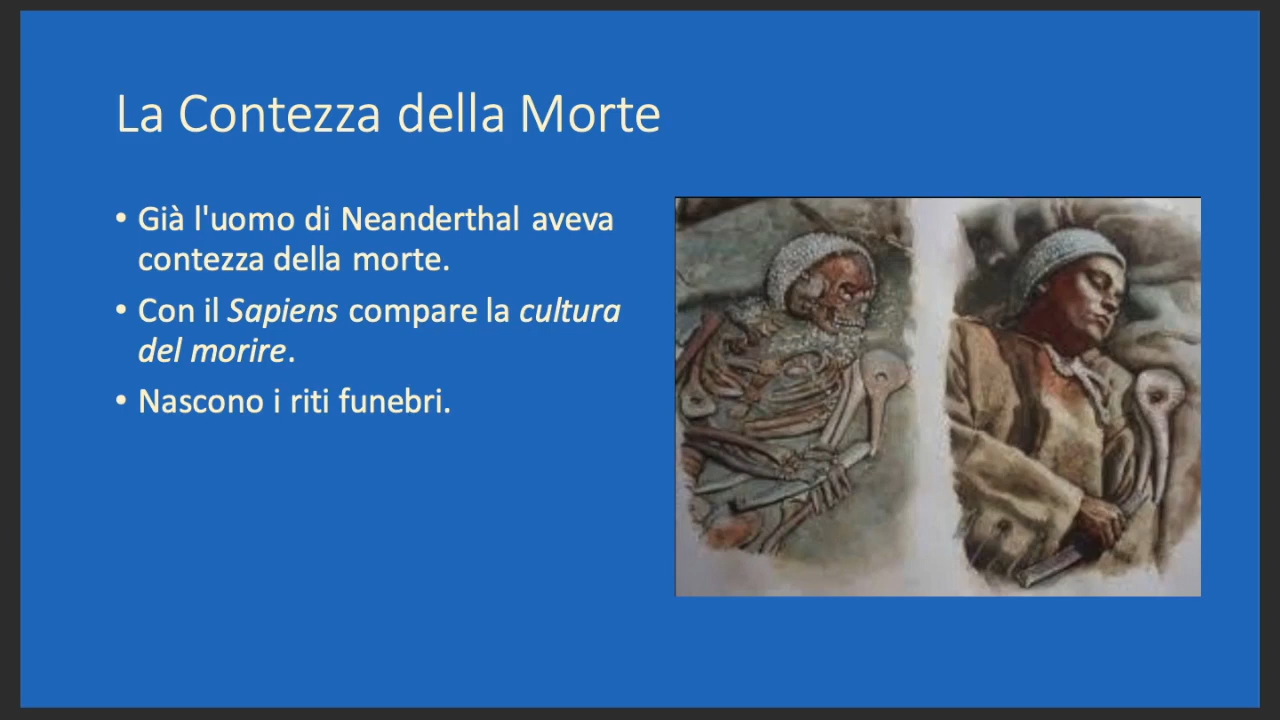 La Contezza della Morte
• Già l'uomo di Neanderthal aveva
contezza della morte.
• Con il Sapiens compare la cultura
del morire.
• Nascono i riti funebri.